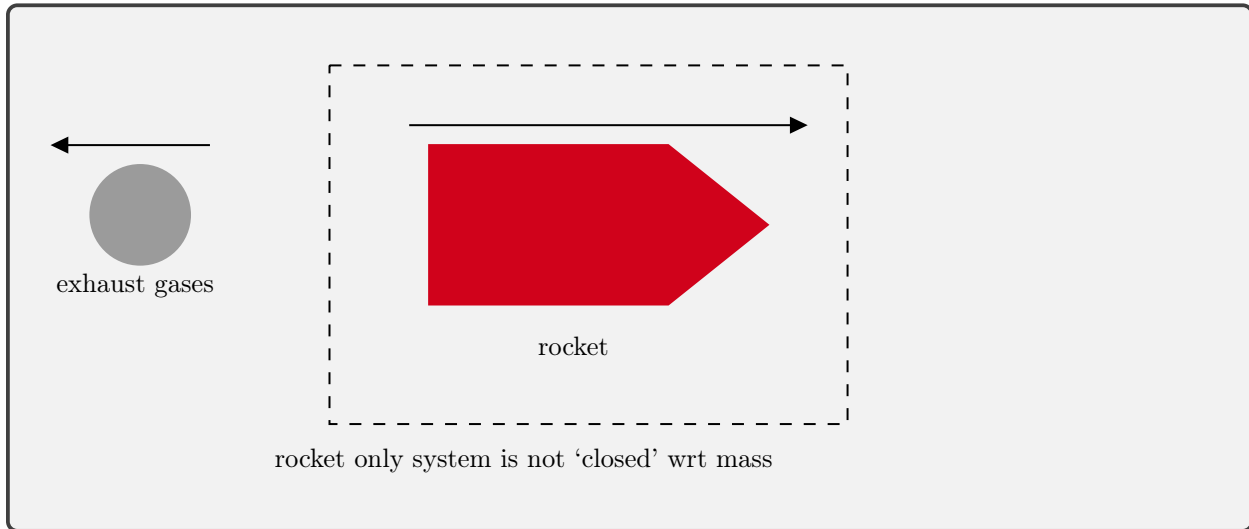 exhaust gases
rocket
rocket only system is not ‘closed’ wrt mass